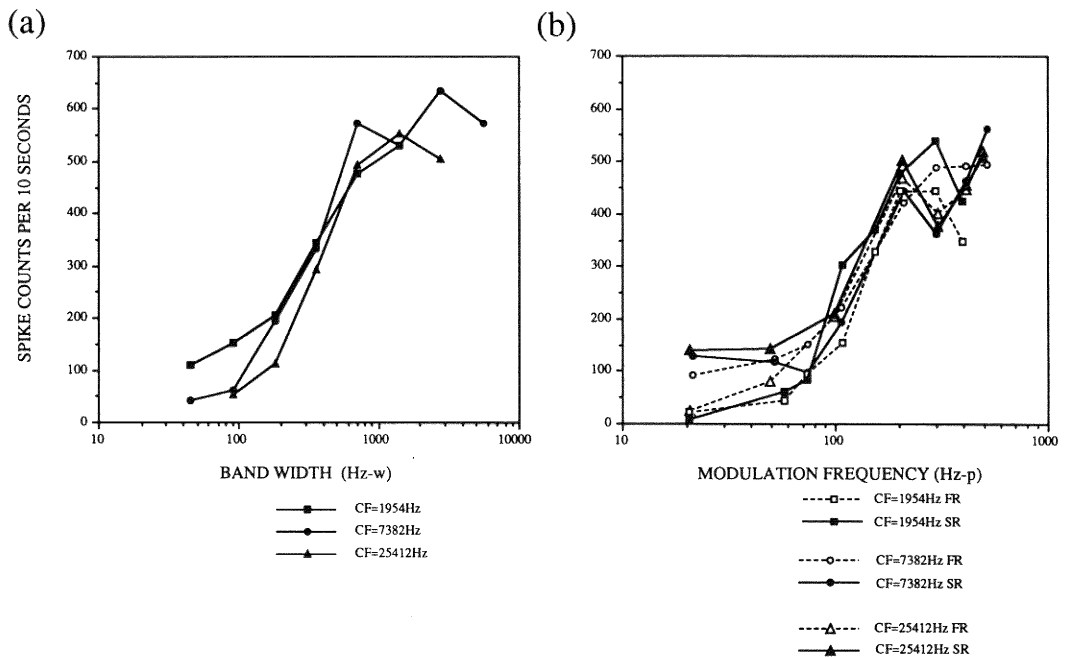 (a)
(b)
SPIKE COUNTS PER 10 SECONDS
700
600
500
400
300
200
100
0
10
100
1000
10000
BAND WIDTH (Hz-w)
CF=1954Hz
CF=7382Hz
CF=25412Hz
700
600
500
400
300
200
100
0
10
100
1000
MODULATION FREQUENCY (Hz-p)
CF=1954Hz FR
CF=1954Hz SR
CF=7382Hz FR
CF=7382Hz SR
CF=25412Hz FR
CF=25412Hz SR